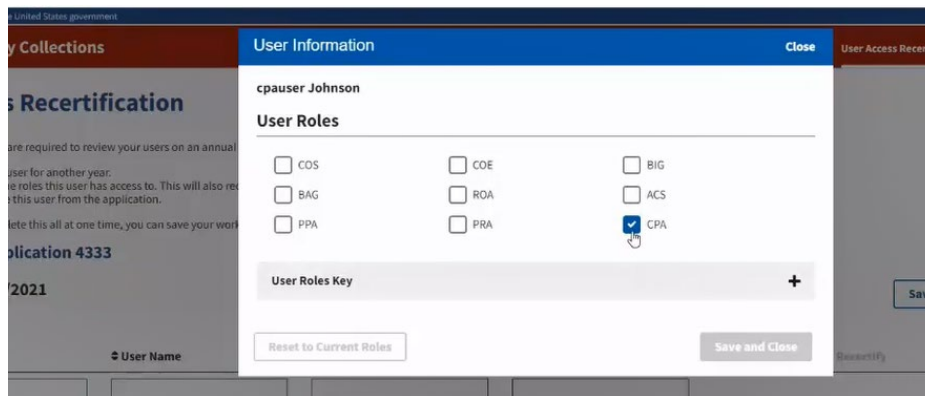 e United States government
y Collections
User Information
Close
User Access Recer
cpauser Johnson
s Recertification
User Roles
are required to review your users on an annual
COS
COE
BIG
user for another year.
e roles this user has access to. This will also rec
this user from the application.
BAG
ROA
ACS
lete this all at one time, you can save your work
PPA
PRA
CPA
plication 4333
/2021
User Roles Key
Sav
Reset to Current Roles
Save and Close
User Name
Recertify